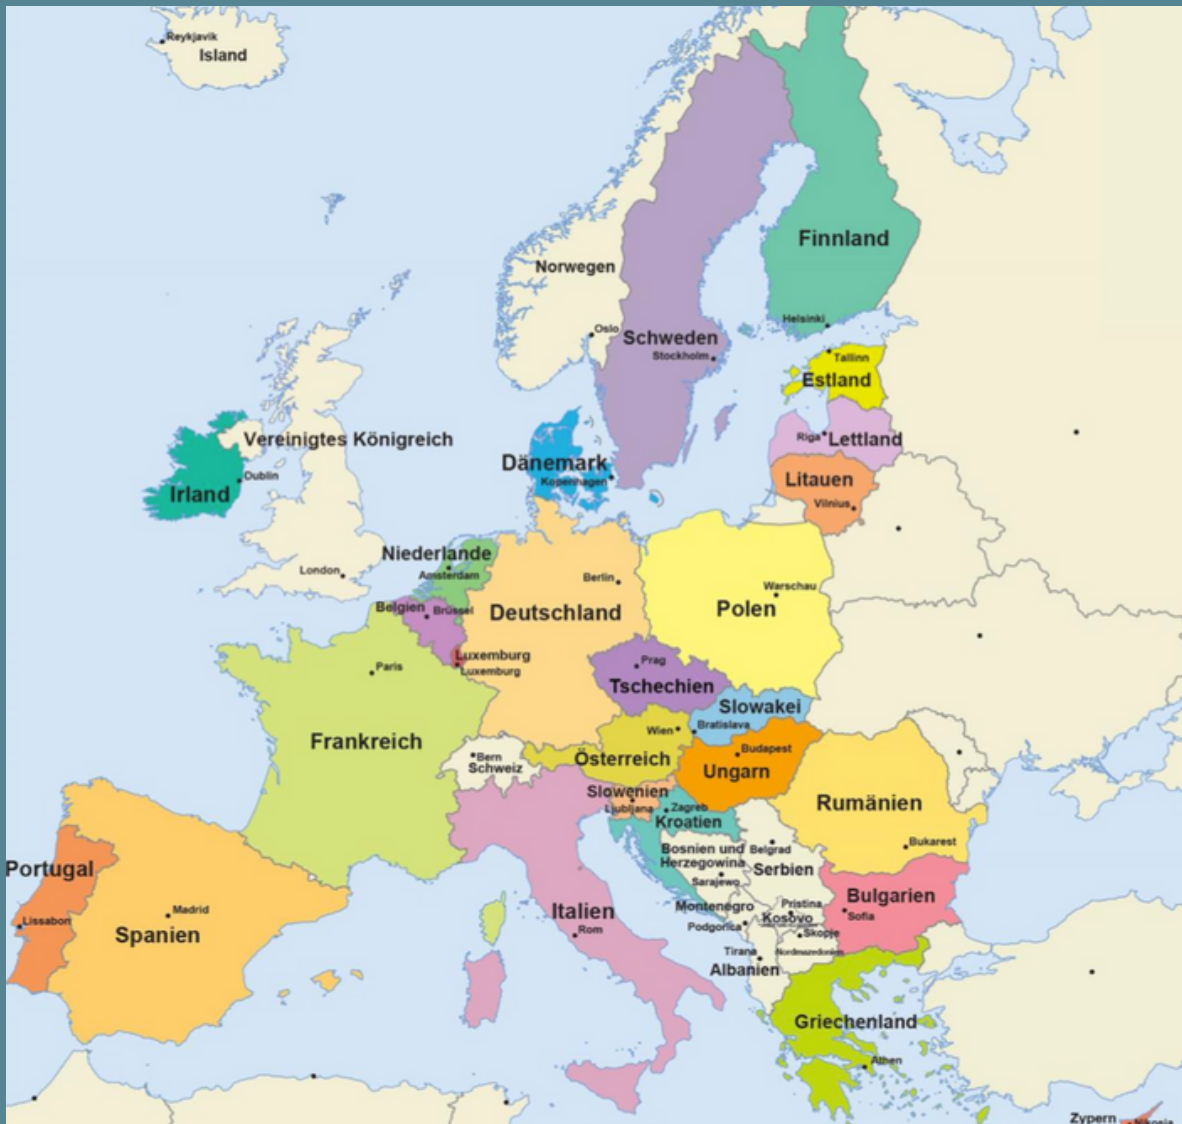 Reykjavik
Island
Finnland
Norwegen
Helsinki
Oslo
Schweden
Stockholm
Tallinn
Estland
Vereinigtes Königreich
Riga
Lettland
Dänemark
Kopenhagen
Dublin
Irland
Litauen
Vilnius
Niederlande
Amsterdam
London
Berlin
Warschau
Belgien
Brüssel
Deutschland
Polen
Luxemburg
Luxemburg
Paris
Prag
Tschechien
Slowakei
Bratislava
Wien
Frankreich
Österreich
Budapest
Bern
Schweiz
Ungarn
Slowenien
Ljubljana
Zagreb
Kroatien
Rumänien
Bukarest
Bosnien und
Herzegowina
Sarajewo
Belgrad
Serbien
Portugal
Lissabon
Madrid
Spanien
Italien
Rom
Montenegro
Podgorica
Pristina
Kosovo
Bulgarien
Sofia
Skopje
Nordmazedonien
Tirana
Albanien
Griechenland
Athen
Zypern
Nikosia